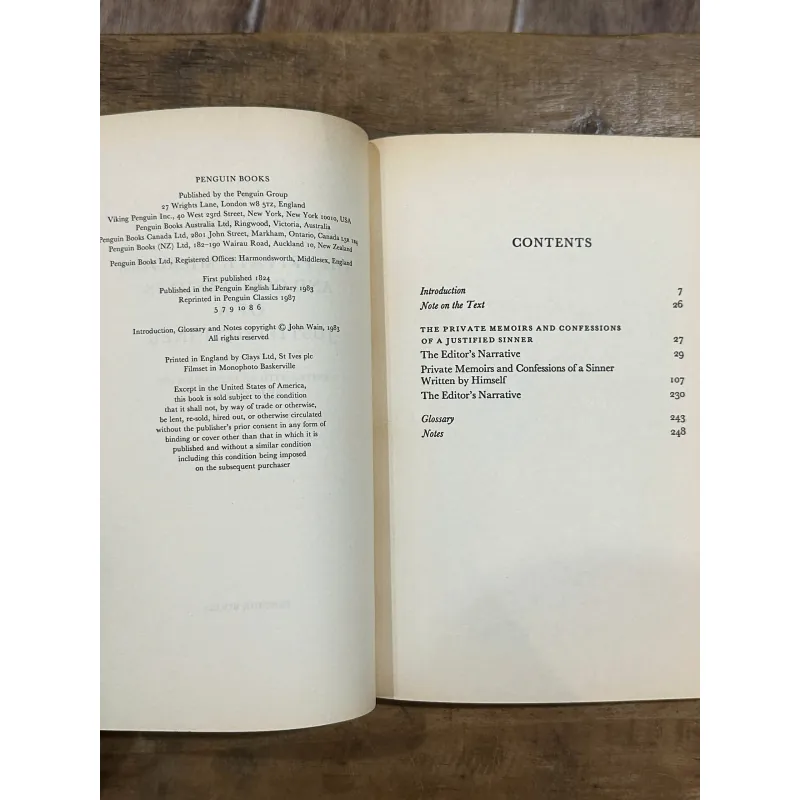 PENGUIN BOOKS
Published by the Penguin Group
27 Wrights Lane, London W8 5TZ, England
Viking Penguin Inc., 40 West 23rd Street, New York, New York 10010, USA
Penguin Books Australia Ltd, Ringwood, Victoria, Australia
Penguin Books Canada Ltd, 2801 John Street, Markham, Ontario, Canada L3R 1B4
Penguin Books (NZ) Ltd, 182–190 Wairau Road, Auckland 10, New Zealand
Penguin Books Ltd, Registered Offices: Harmondsworth, Middlesex, England
First published 1824
Published in the Penguin English Library 1983
Reprinted in Penguin Classics 1987
5 7 9 10 8 6
Introduction, Glossary and Notes copyright © John Wain, 1983
All rights reserved
Printed in England by Clays Ltd, St Ives plc
Filmset in Monophoto Baskerville
Except in the United States of America,
this book is sold subject to the condition
that it shall not, by way of trade or otherwise,
be lent, re-sold, hired out, or otherwise circulated
without the publisher's prior consent in any form of
binding or cover other than that in which it is
published and without a similar condition
including this condition being imposed
on the subsequent purchaser
CONTENTS
Introduction 7
Note on the Text 26
THE PRIVATE MEMOIRS AND CONFESSIONS
OF A JUSTIFIED SINNER 27
The Editor's Narrative 29
Private Memoirs and Confessions of a Sinner
Written by Himself 107
The Editor's Narrative 230
Glossary 243
Notes 248